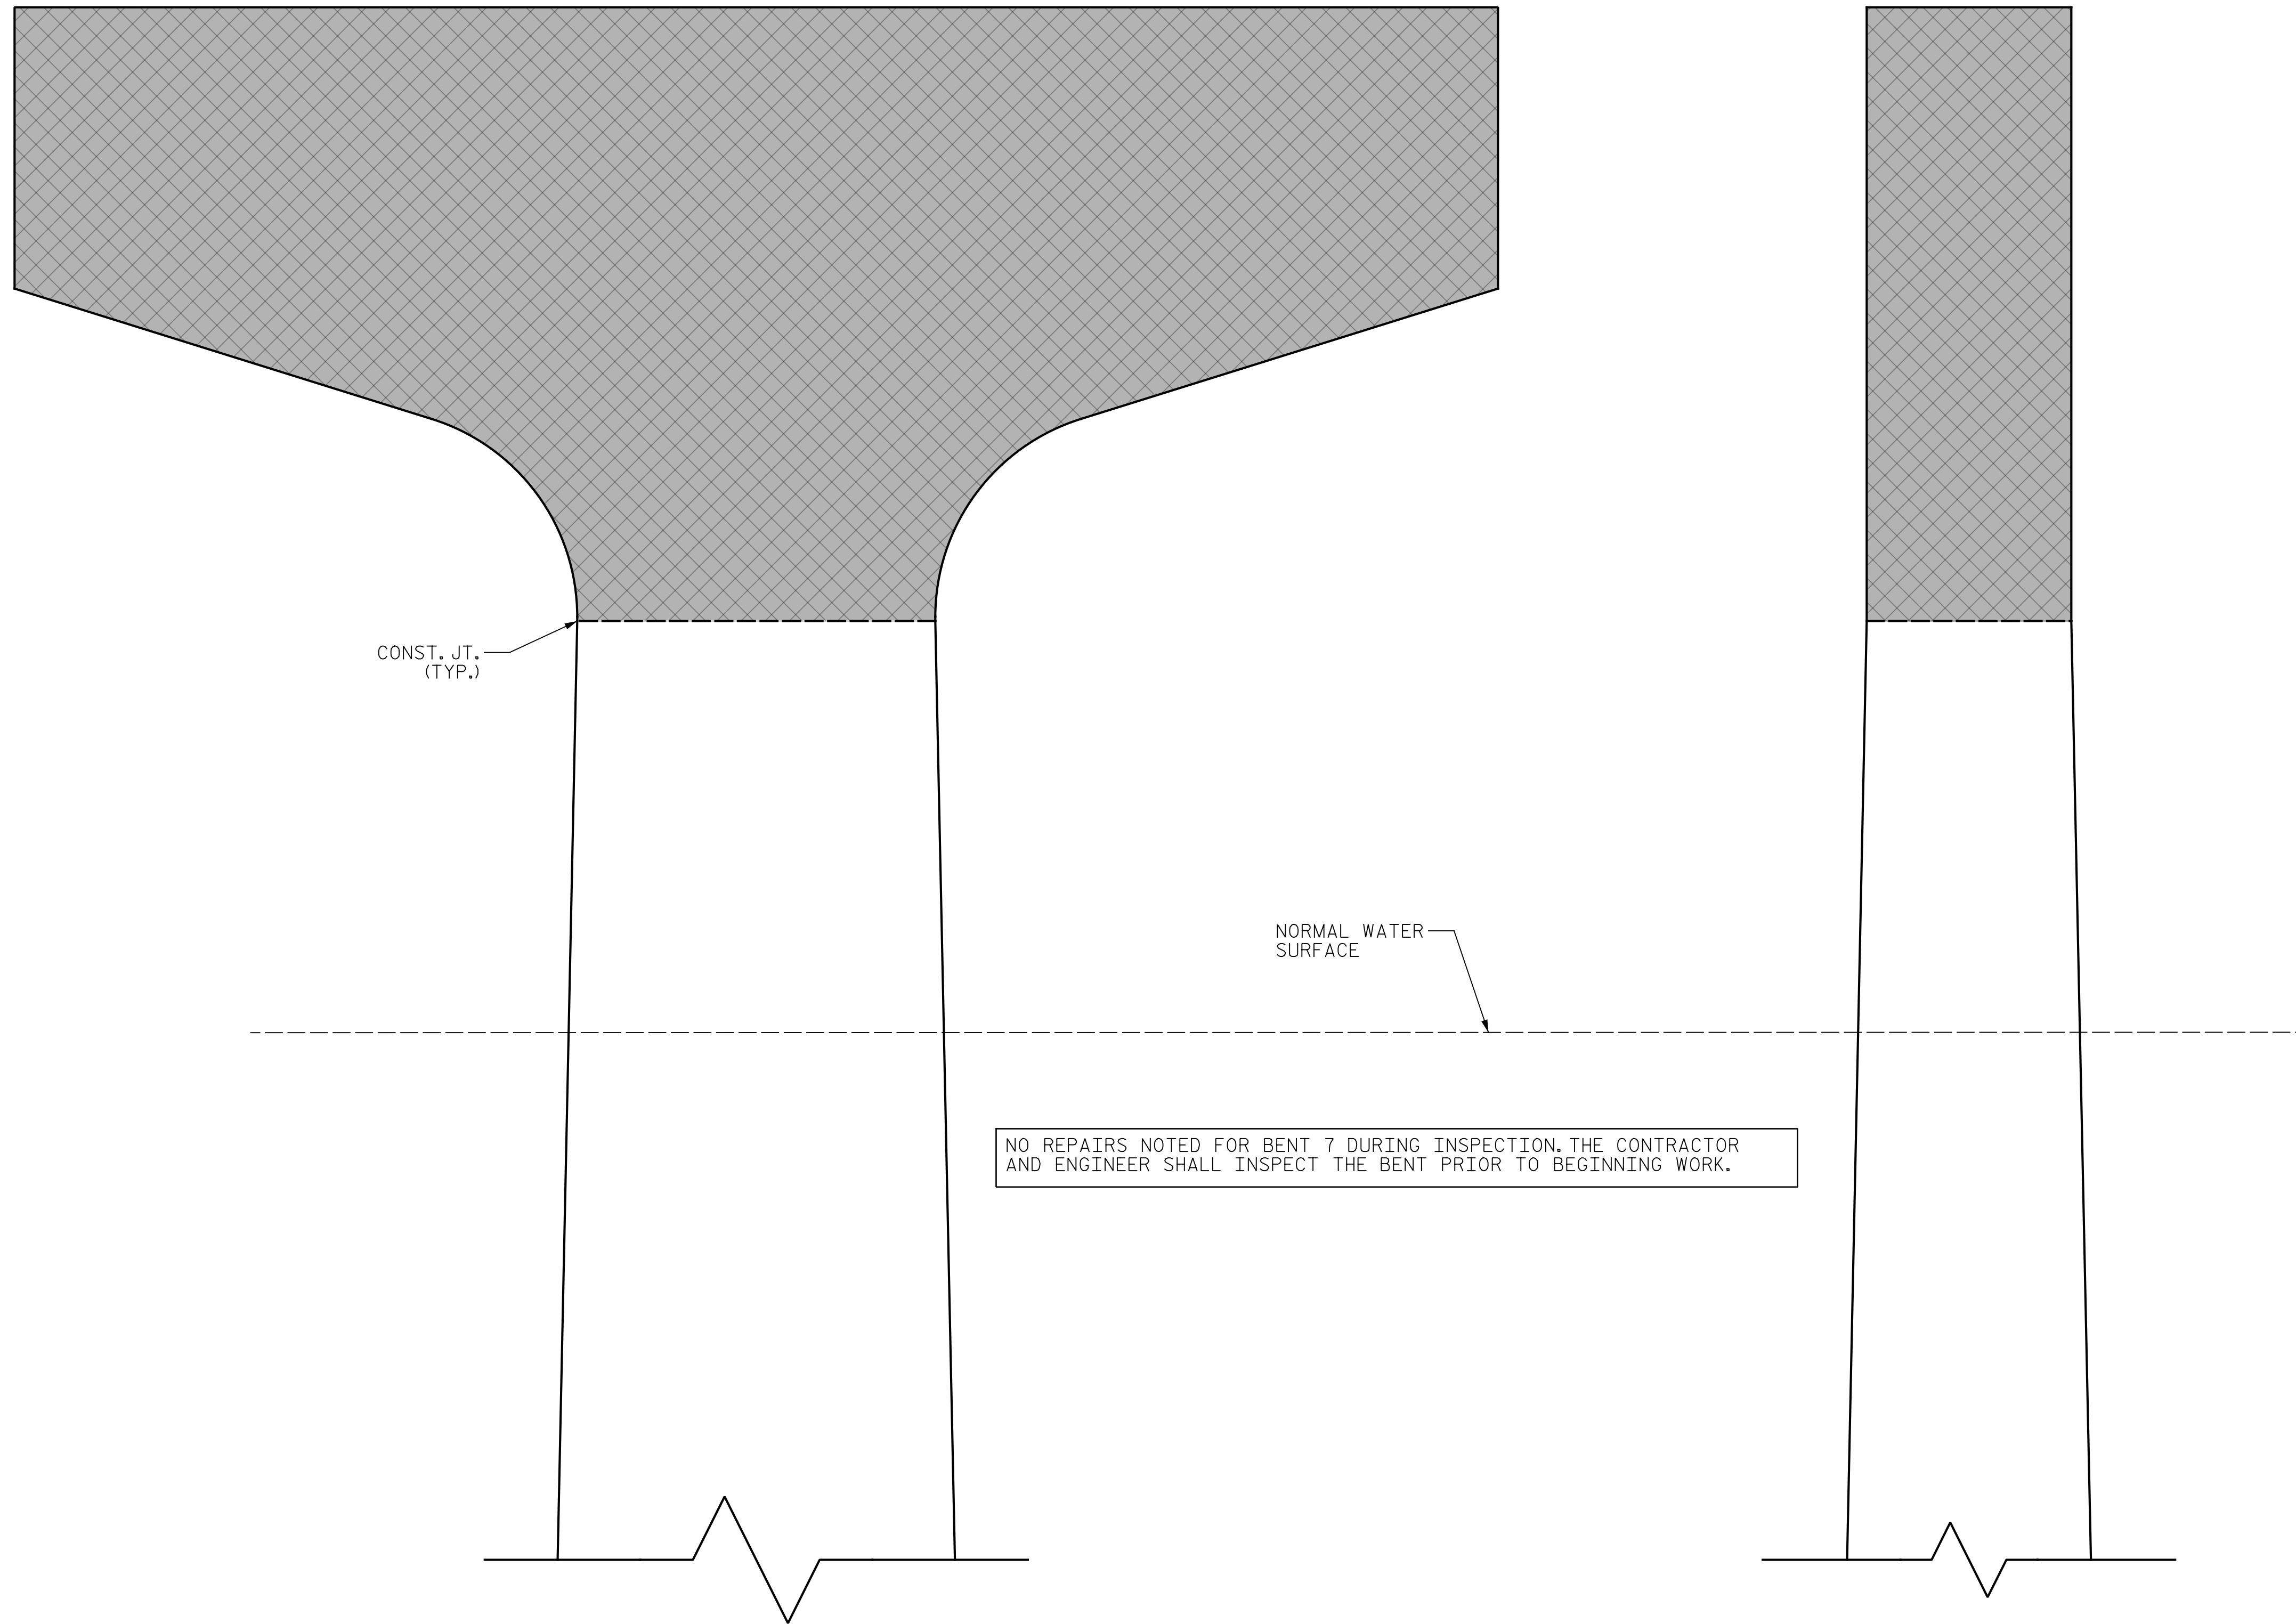 CONST. JT.
(TYP.)
NORMAL WATER
SURFACE
NO REPAIRS NOTED FOR BENT 7 DURING INSPECTION. THE CONTRACTOR
AND ENGINEER SHALL INSPECT THE BENT PRIOR TO BEGINNING WORK.